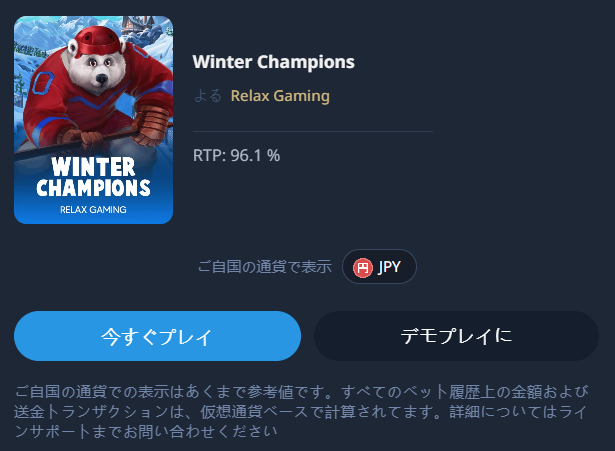 Winter Champions
よる Relax Gaming
RTP: 96.1 %
WINTER
CHAMPIONS
RELAX GAMING
ご自国の通貨で表示 円 JPY
今すぐプレイ デモプレイに
ご自国の通貨での表示はあくまで参考値です。すべてのベット履歴上の金額および
送金トランザクションは、仮想通貨ベースで計算されてます。詳細についてはライ
ンサポートまでお問い合わせください